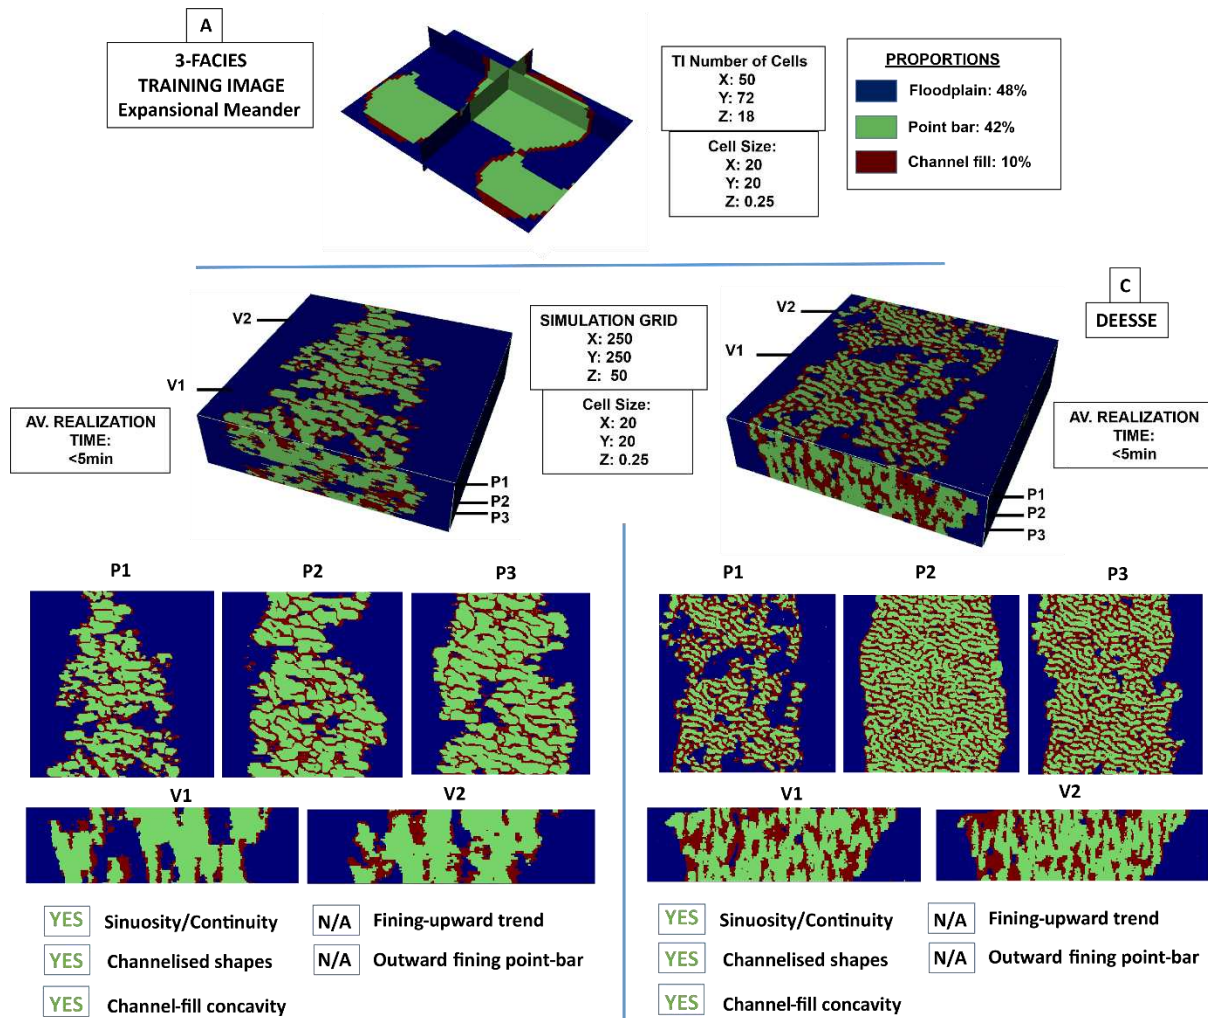 A
3-FACIES
TRAINING IMAGE
Expansional Meander
TI Number of Cells
X: 50
Y: 72
Z: 18
Cell Size:
X: 20
Y: 20
Z: 0.25
PROPORTIONS
Floodplain: 48%
Point bar: 42%
Channel fill: 10%
V2
V1
AV. REALIZATION
TIME:
<5min
P1
P2
P3
SIMULATION GRID
X: 250
Y: 250
Z: 50
Cell Size:
X: 20
Y: 20
Z: 0.25
C
DEESSE
V2
V1
AV. REALIZATION
TIME:
<5min
P1
P2
P3
P1 P2 P3
V1 V2
YES Sinuosity/Continuity N/A Fining-upward trend
YES Channelised shapes N/A Outward fining point-bar
YES Channel-fill concavity
P1 P2 P3
V1 V2
YES Sinuosity/Continuity N/A Fining-upward trend
YES Channelised shapes N/A Outward fining point-bar
YES Channel-fill concavity